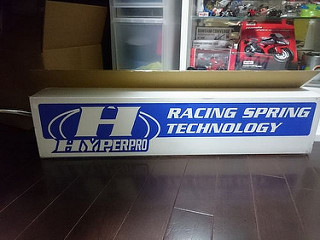 H
HYPERPRO
RACING SPRING
TECHNOLOGY